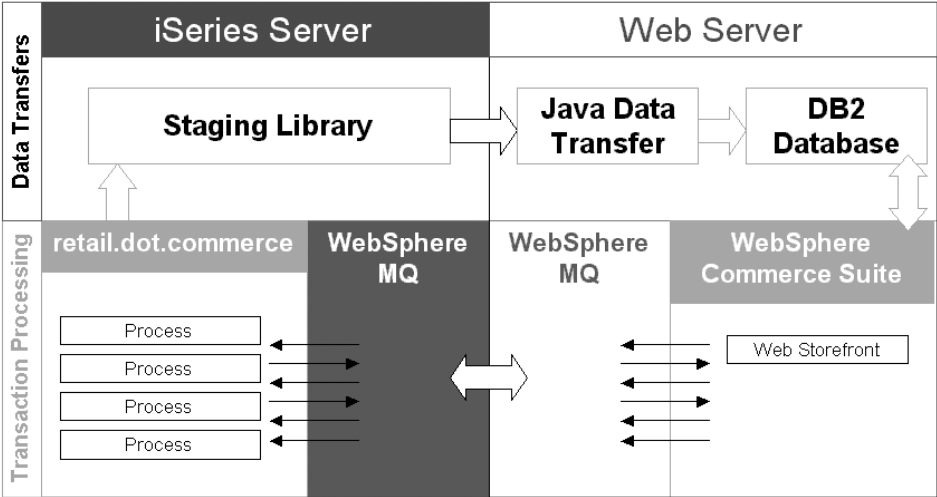 iSeries Server
Web Server
Data Transfers
Staging Library
Java Data
Transfer
DB2
Database
Transaction Processing
retail.dot.commerce
WebSphere
MQ
WebSphere
MQ
WebSphere
Commerce Suite
Process
Process
Process
Process
Web Storefront